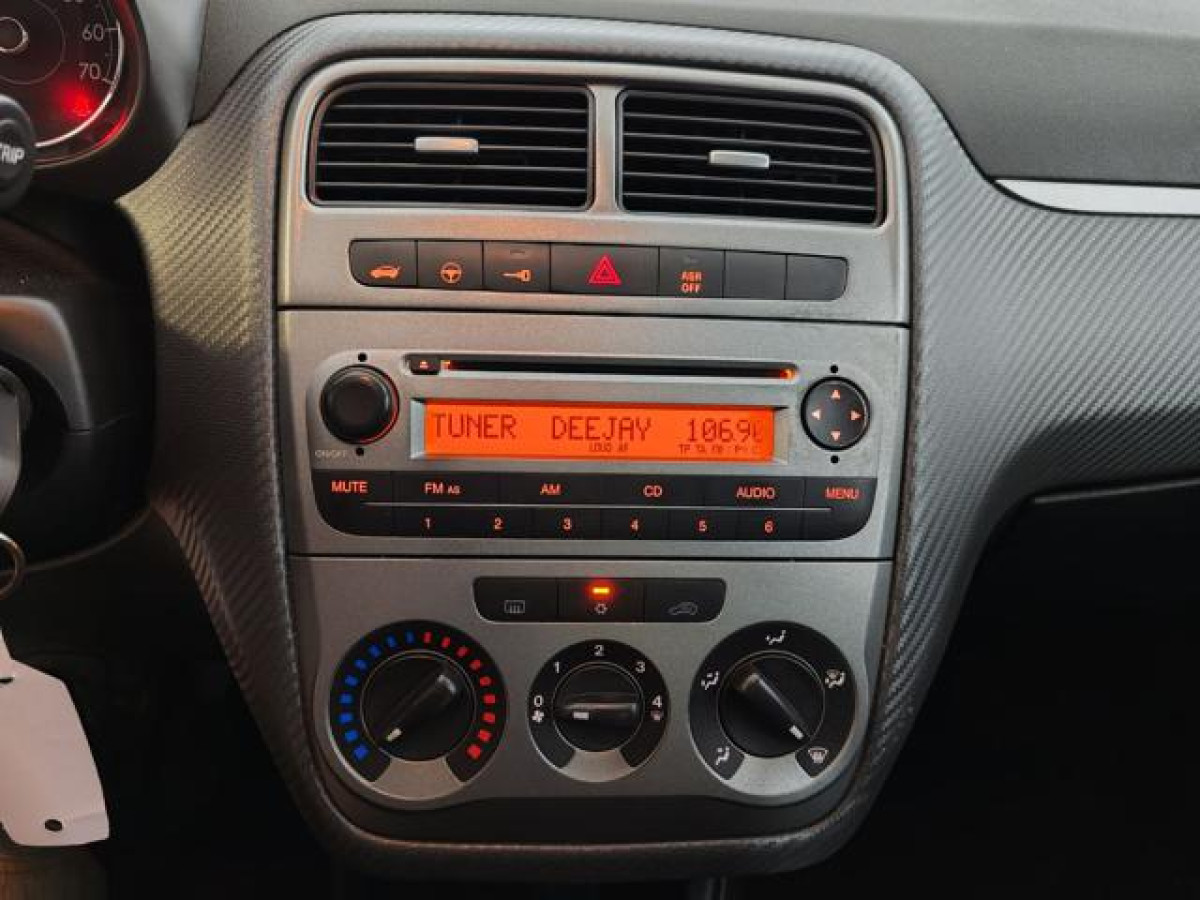 60
70
TRIP
ASR
OFF
TUNER DEEJAY 106.90
LOUD AF
ON/OFF
MUTE FM AS AM CD AUDIO MENU
1 2 3 4 5 6
0 1 2 3 4